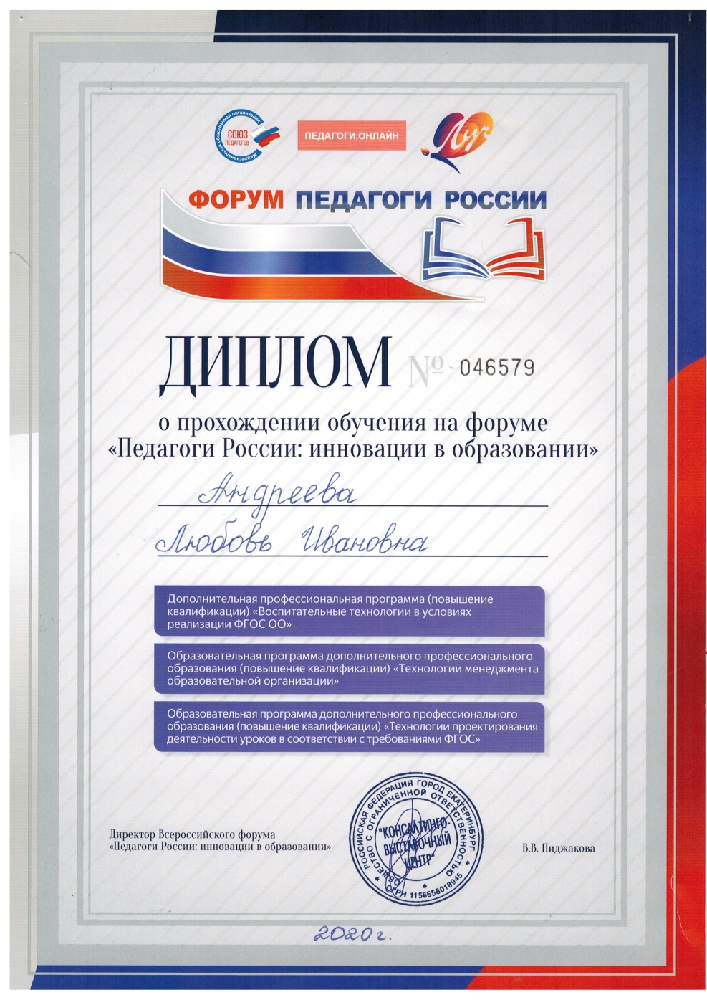 Межрегиональная общественная организация
СОЮЗ
ПЕДАГОГОВ
ПЕДАГОГИ.ОНЛАЙН
Луч
ФОРУМ ПЕДАГОГИ РОССИИ
ДИПЛОМ № 046579
о прохождении обучения на форуме
«Педагоги России: инновации в образовании»
Андреева
Любовь Ивановна
Дополнительная профессиональная программа (повышение
квалификации) «Воспитательные технологии в условиях
реализации ФГОС ОО»
Образовательная программа дополнительного профессионального
образования (повышение квалификации) «Технологии менеджмента
образовательной организации»
Образовательная программа дополнительного профессионального
образования (повышение квалификации) «Технологии проектирования
деятельности уроков в соответствии с требованиями ФГОС»
Директор Всероссийского форума
«Педагоги России: инновации в образовании»
РОССИЙСКАЯ ФЕДЕРАЦИЯ ГОРОД ЕКАТЕРИНБУРГ
ОБЩЕСТВО С ОГРАНИЧЕННОЙ ОТВЕТСТВЕННОСТЬЮ
"КОНСАЛТИНГО-
ВЫСТАВОЧНЫЙ
ЦЕНТР"
ОГРН 1156658018945
В.В. Пиджакова
2020 г.